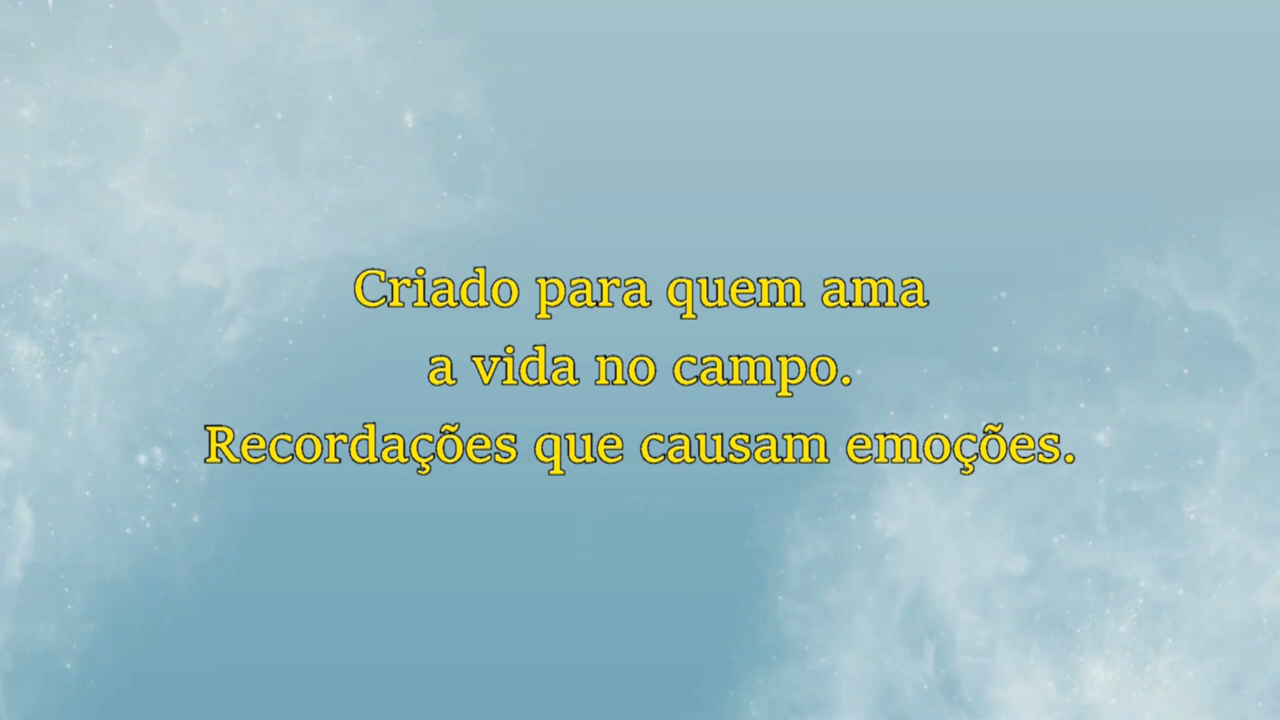 Criado para quem ama
a vida no campo.
Recordações que causam emoções.